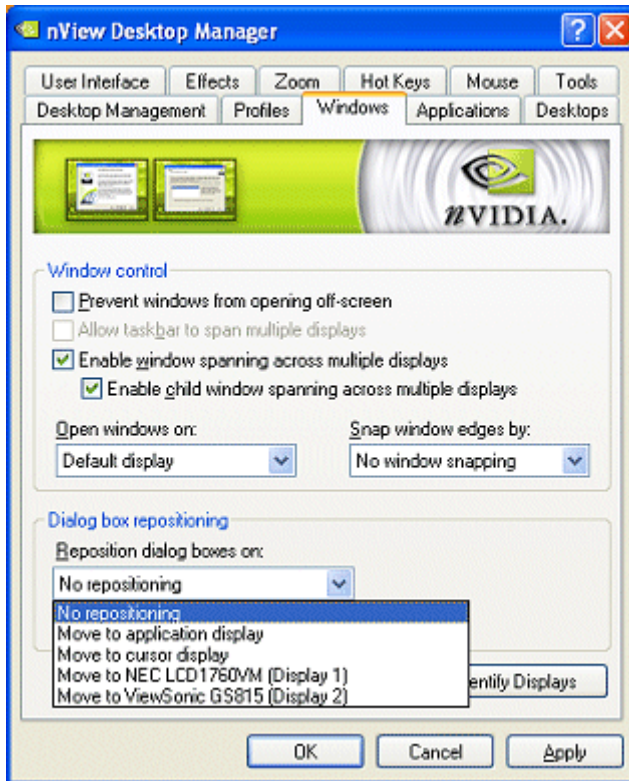 nView Desktop Manager
User Interface Effects Zoom Hot Keys Mouse Tools
Desktop Management Profiles Windows Applications Desktops
nVIDIA.
Window control
Prevent windows from opening off-screen
Allow taskbar to span multiple displays
Enable window spanning across multiple displays
Enable child window spanning across multiple displays
Open windows on: Snap window edges by:
Default display No window snapping
Dialog box repositioning
Reposition dialog boxes on:
No repositioning
No repositioning
Move to application display
Move to cursor display
Move to NEC LCD1760VM (Display 1)
Move to ViewSonic GS815 (Display 2)
entify Displays
OK Cancel Apply